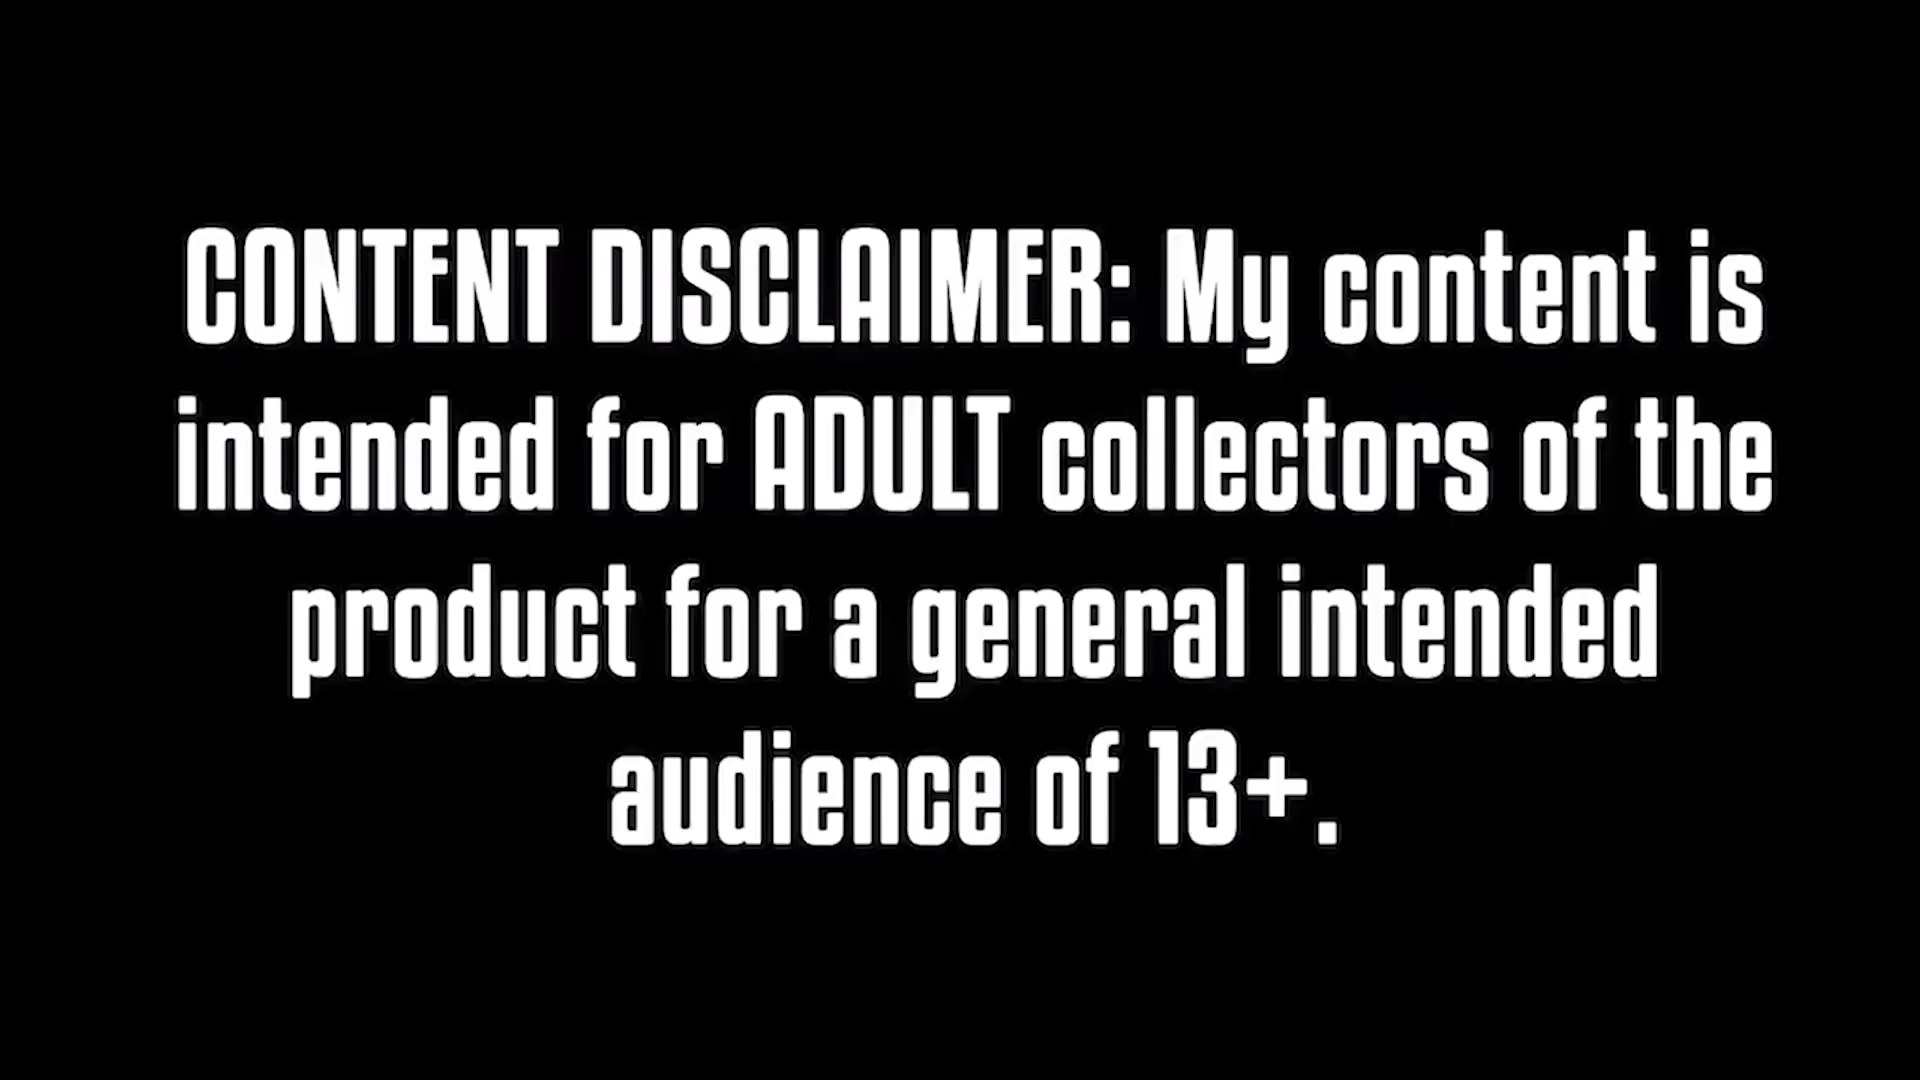 CONTENT DISCLAIMER: My content is
intended for ADULT collectors of the
product for a general intended
audience of 13+.